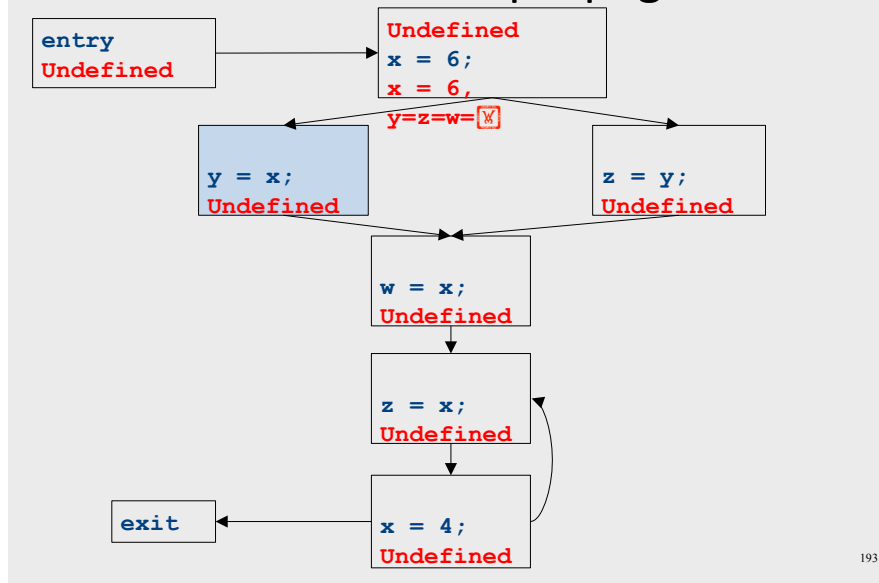 entry
Undefined
Undefined
x = 6;
x = 6,
y=z=w=
y = x;
Undefined
z = y;
Undefined
w = x;
Undefined
z = x;
Undefined
x = 4;
Undefined
exit
193